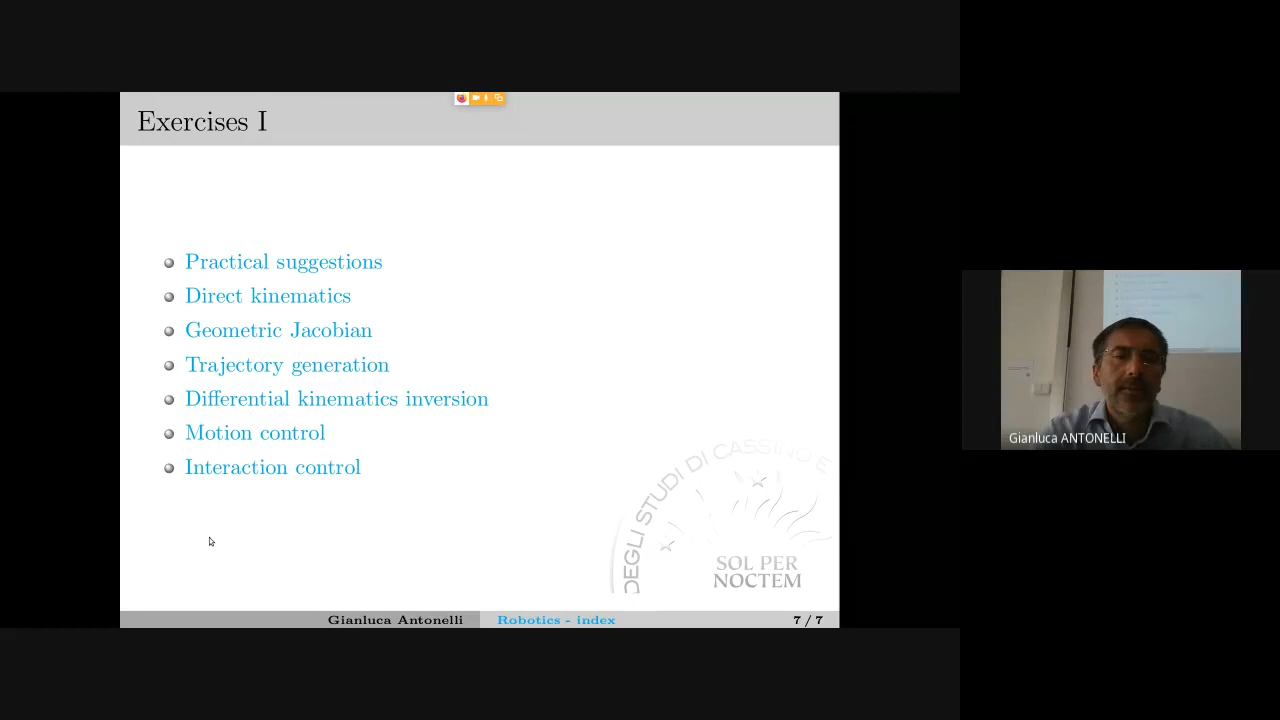 Exercises I
Practical suggestions
Direct kinematics
Geometric Jacobian
Trajectory generation
Differential kinematics inversion
Motion control
Interaction control
DEGLI STUDI DI CASSINO E
SOL PER
NOCTEM
Gianluca Antonelli
Robotics - index
7 / 7
Gianluca ANTONELLI